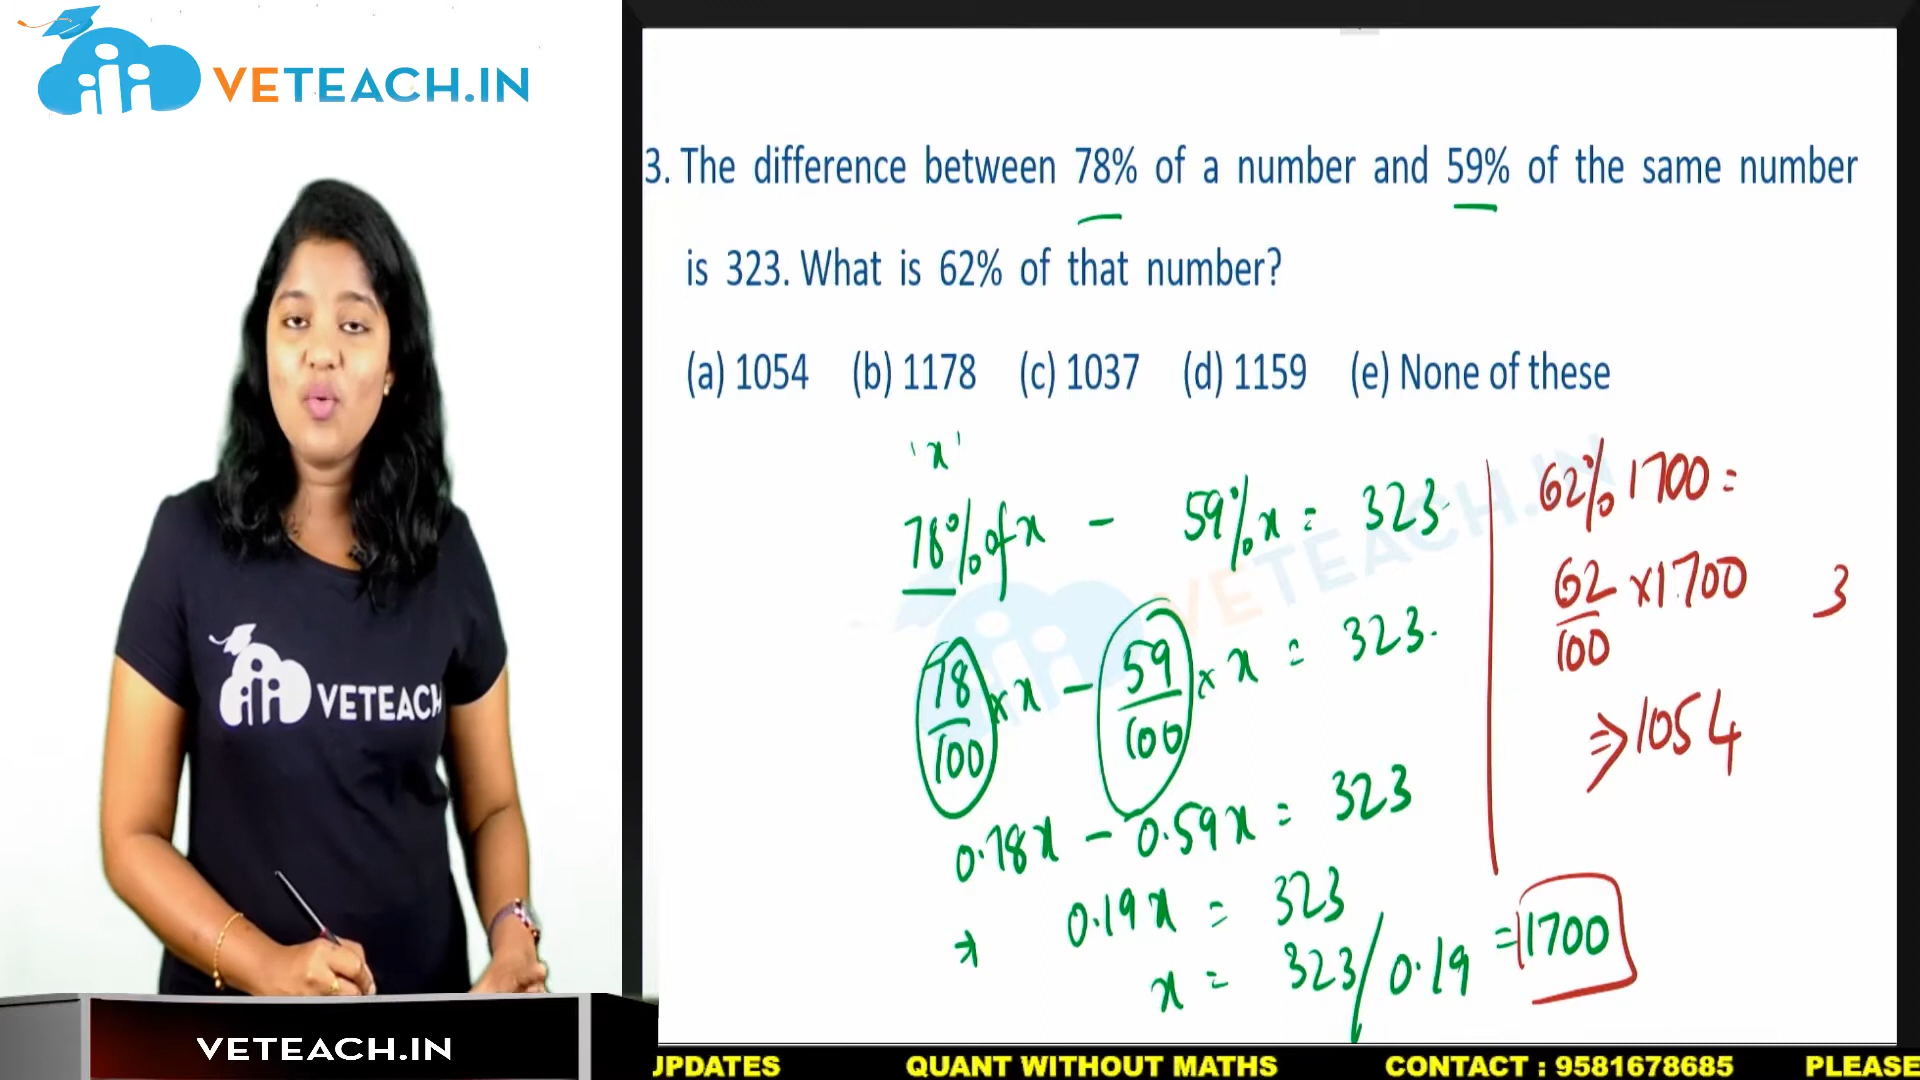 VETEACH.IN
3. The difference between 78% of a number and 59% of the same number
is 323. What is 62% of that number?
(a) 1054 (b) 1178 (c) 1037 (d) 1159 (e) None of these
'x'
78% of x - 59% x = 323
78/100 × x - 59/100 × x = 323
0.78x - 0.59x = 323
0.19x = 323
x = 323/0.19 = 1700
62% 1700 =
62/100 × 1700
3
⇒ 1054
VETEACH.IN
VETEACH
VETEACH.IN
UPDATES QUANT WITHOUT MATHS CONTACT : 9581678685 PLEASE